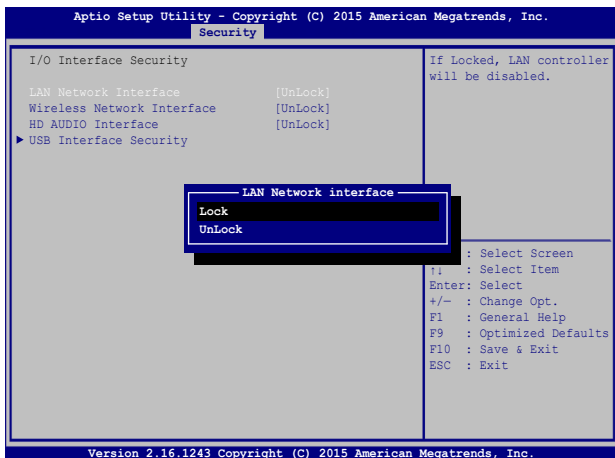 Aptio Setup Utility - Copyright (C) 2015 American Megatrends, Inc.
Security
I/O Interface Security
LAN Network Interface [UnLock]
Wireless Network Interface [UnLock]
HD AUDIO Interface [UnLock]
▶ USB Interface Security
If Locked, LAN controller
will be disabled.
LAN Network interface
Lock
UnLock
: Select Screen
↑↓ : Select Item
Enter: Select
+/— : Change Opt.
F1 : General Help
F9 : Optimized Defaults
F10 : Save & Exit
ESC : Exit
Version 2.16.1243 Copyright (C) 2015 American Megatrends, Inc.